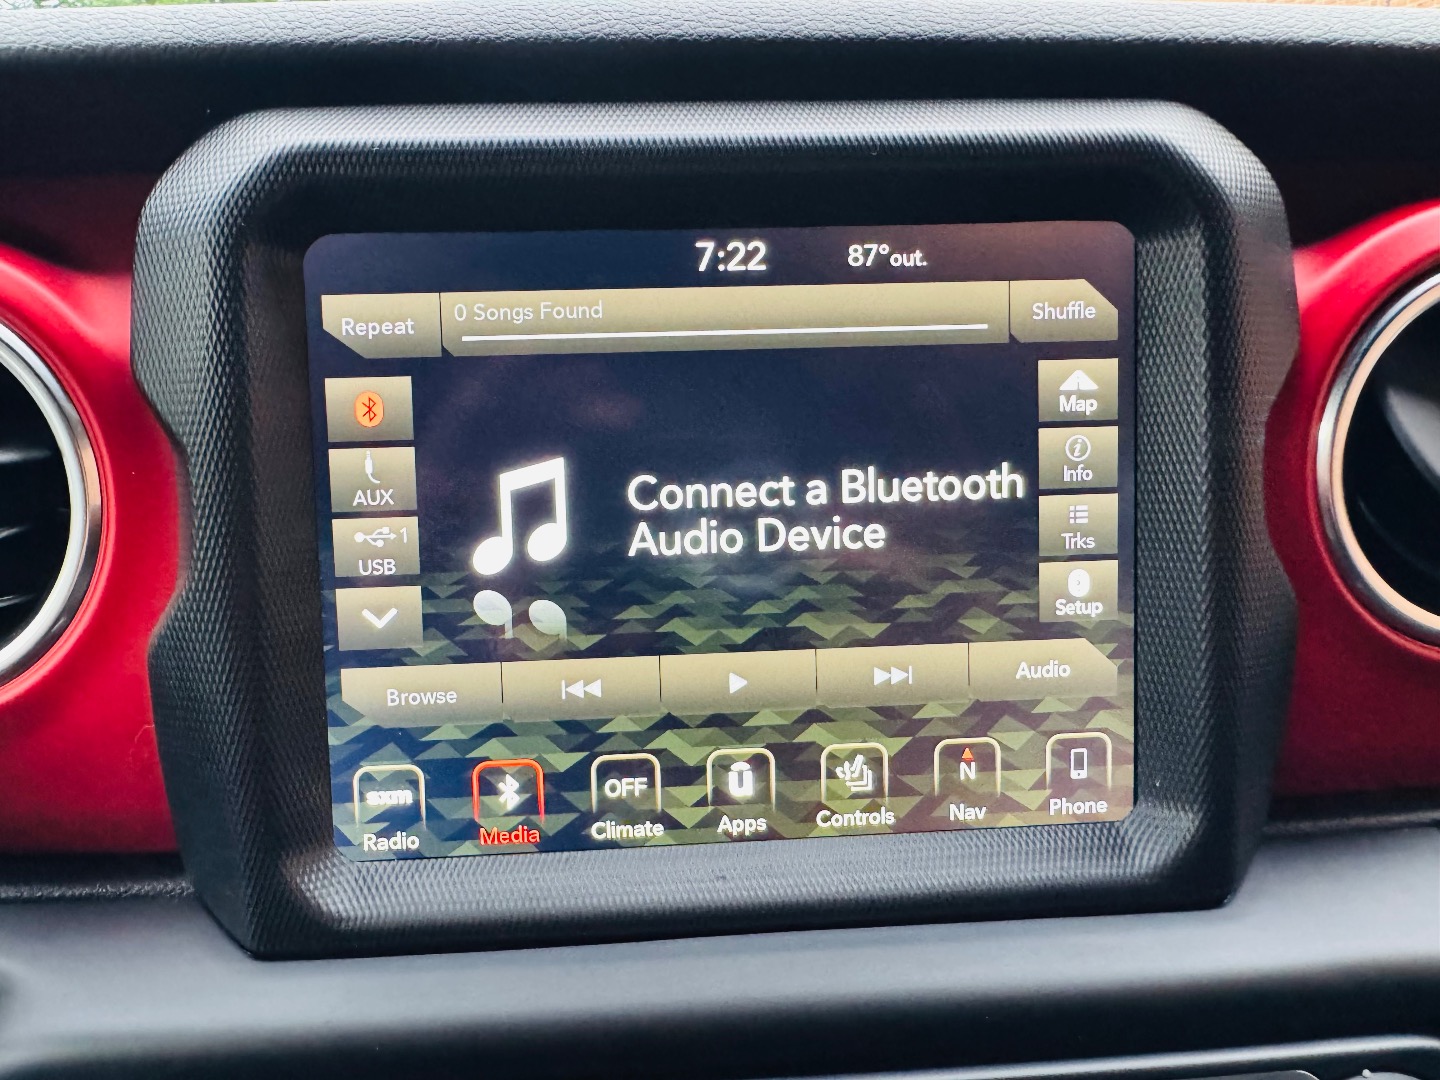 7:22 87°out.
Repeat 0 Songs Found Shuffle
Map
AUX
Info
1
USB
Trks
Setup
Connect a Bluetooth
Audio Device
Browse Audio
sxm OFF u N
Radio Media Climate Apps Controls Nav Phone